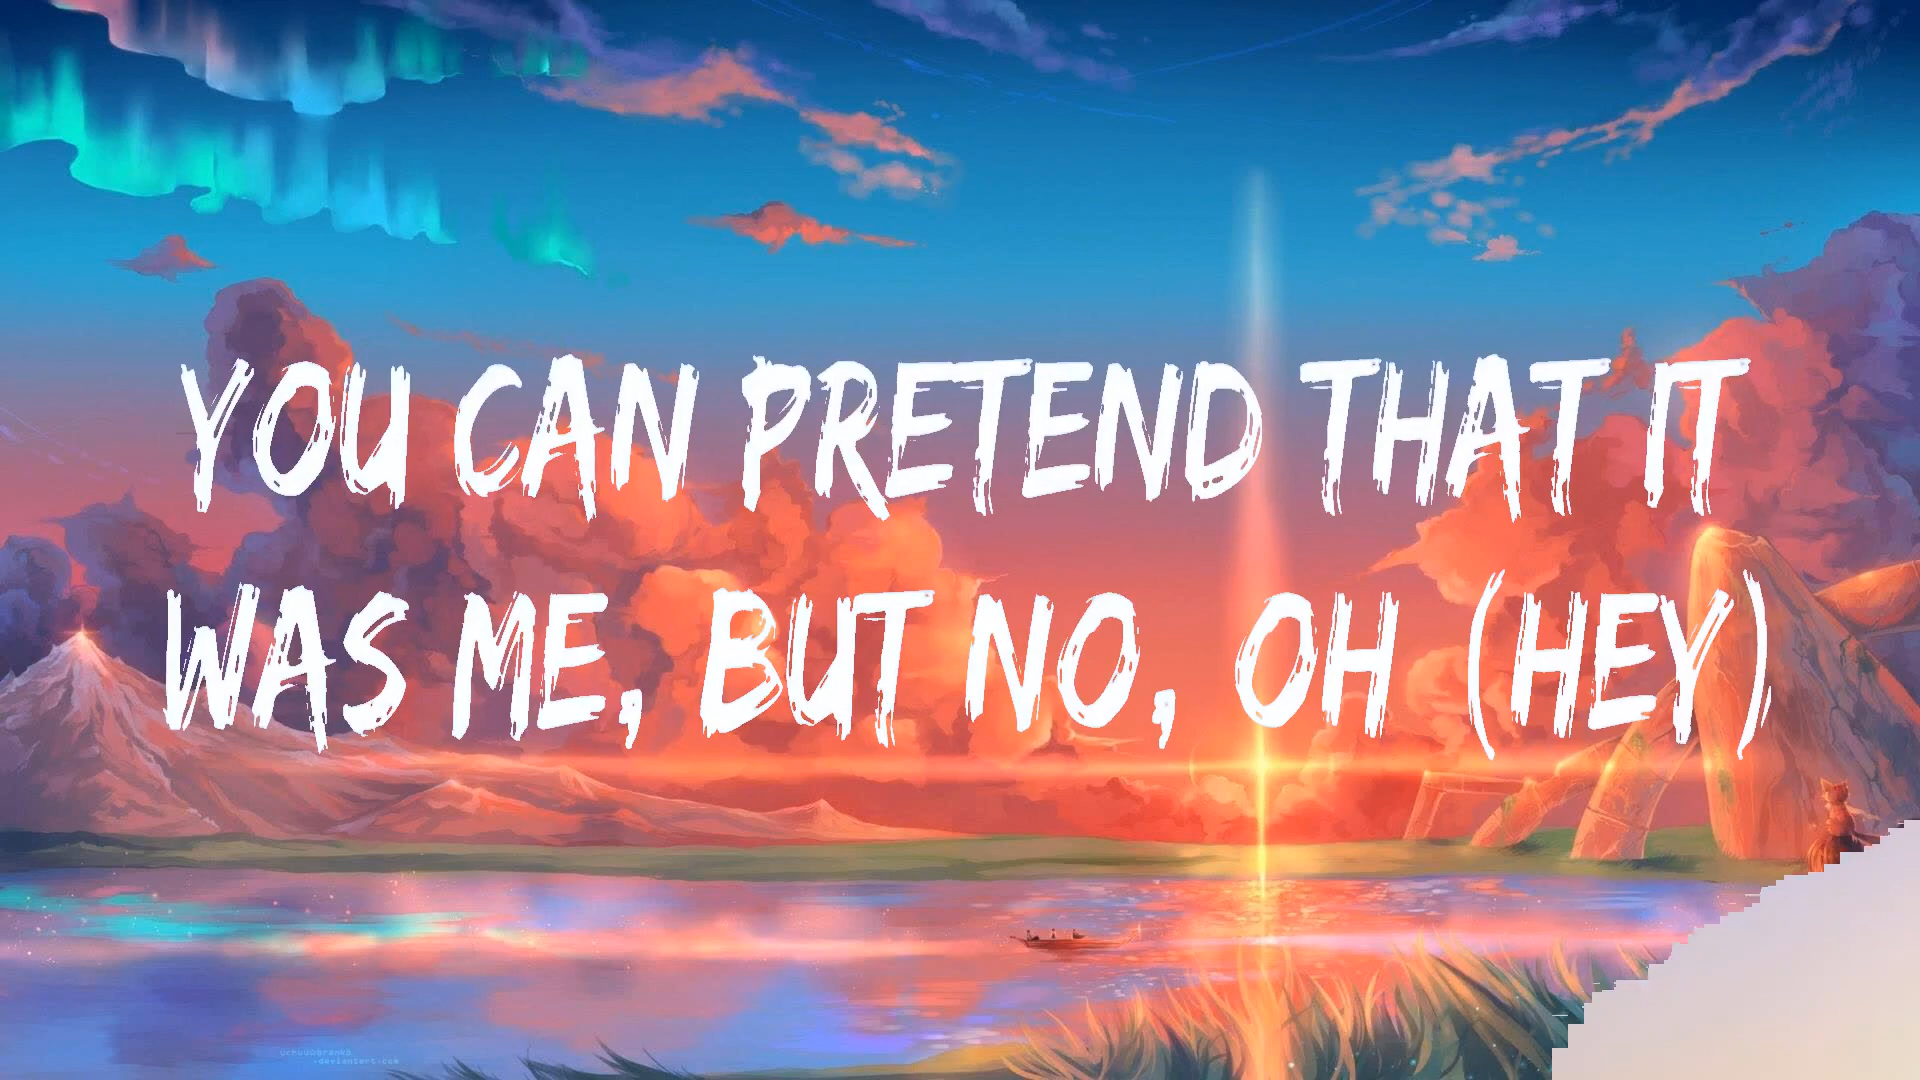 YOU CAN PRETEND THAT IT
WAS ME, BUT NO, OH (HEY)